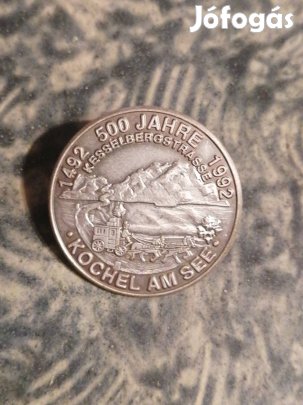 Jófogás
1492 500 JAHRE 1992
KESSELBERGSTRASSE
· KOCHEL AM SEE ·